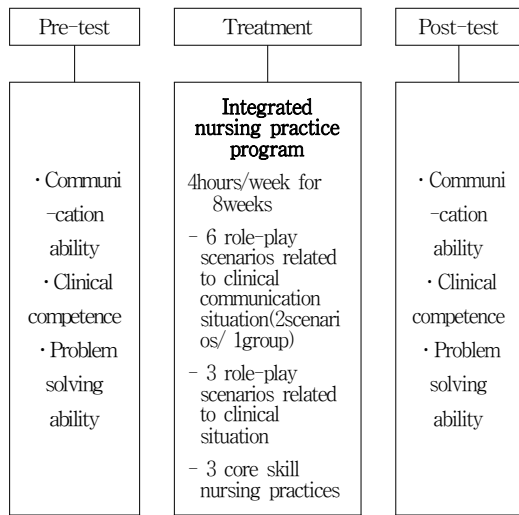 Pre-test
Treatment
Post-test
· Communi
-cation
ability
· Clinical
competence
· Problem
solving
ability
Integrated
nursing practice
program
4hours/week for
8weeks
- 6 role-play
scenarios related
to clinical
communication
situation(2scenari
os/ 1group)
- 3 role-play
scenarios related
to clinical
situation
- 3 core skill
nursing practices
· Communi
-cation
ability
· Clinical
competence
· Problem
solving
ability